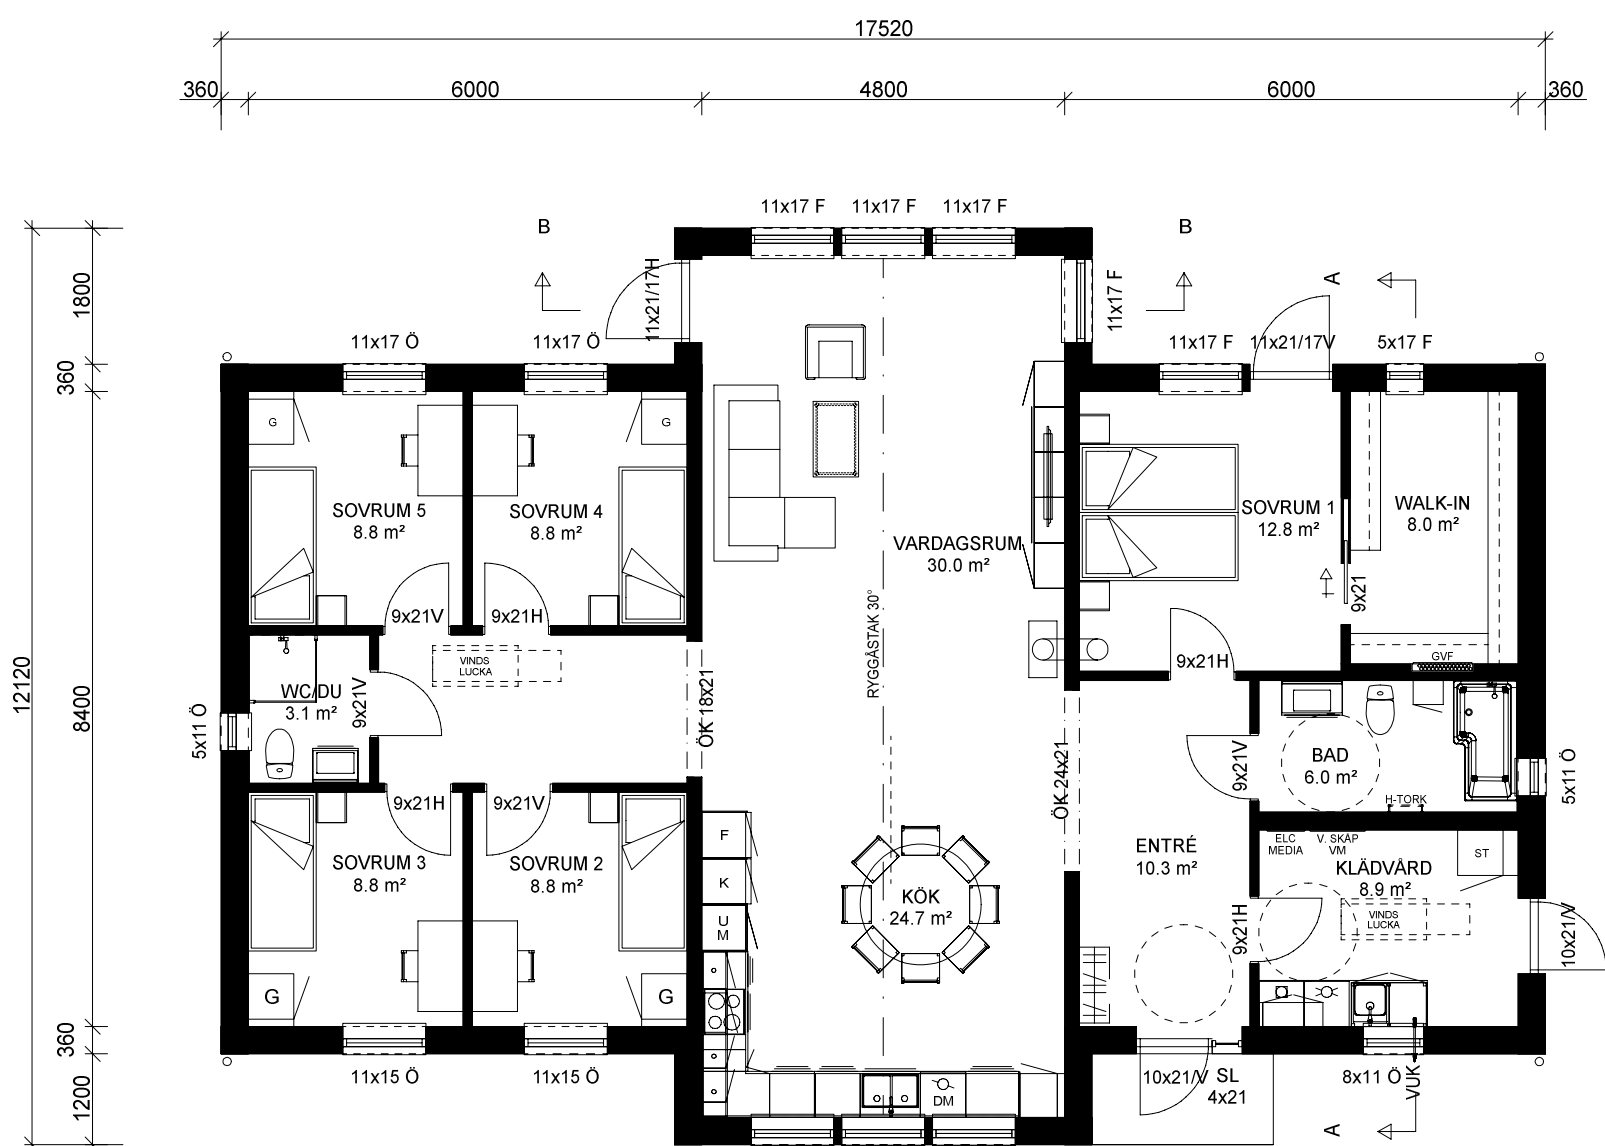 17520
360
6000
4800
6000
360
11x17 F
11x17 F
11x17 F
B
B
A
1800
11x21/17H
11x17 F
11x17 Ö
11x17 Ö
11x17 F
11x21/17V
5x17 F
360
G
G
SOVRUM 5
8.8 m²
SOVRUM 4
8.8 m²
VARDAGSRUM
30.0 m²
SOVRUM 1
12.8 m²
WALK-IN
8.0 m²
9x21V
9x21H
9x21
RYGGÅSTAK 30°
VINDS
LUCKA
9x21H
GVF
12120
8400
5x11 Ö
WC/DU
3.1 m²
9x21V
ÖK 18x21
ÖK 24x21
9x21V
BAD
6.0 m²
5x11 Ö
H-TORK
9x21H
9x21V
F
K
U
M
SOVRUM 3
8.8 m²
SOVRUM 2
8.8 m²
KÖK
24.7 m²
ENTRÉ
10.3 m²
ELC
MEDIA
V. SKÅP
VM
ST
KLÄDVÅRD
8.9 m²
VINDS
LUCKA
9x21H
10x21/V
G
G
360
1200
11x15 Ö
11x15 Ö
DM
10x21/V
SL
4x21
8x11 Ö
VUK
A